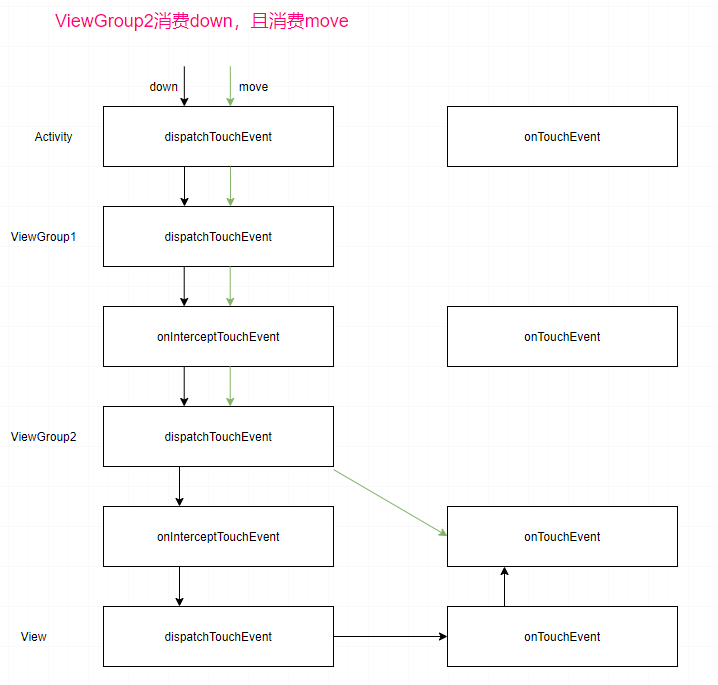 ViewGroup2消费down，且消费move
down
move
Activity
dispatchTouchEvent
onTouchEvent
ViewGroup1
dispatchTouchEvent
onInterceptTouchEvent
onTouchEvent
ViewGroup2
dispatchTouchEvent
onInterceptTouchEvent
onTouchEvent
View
dispatchTouchEvent
onTouchEvent